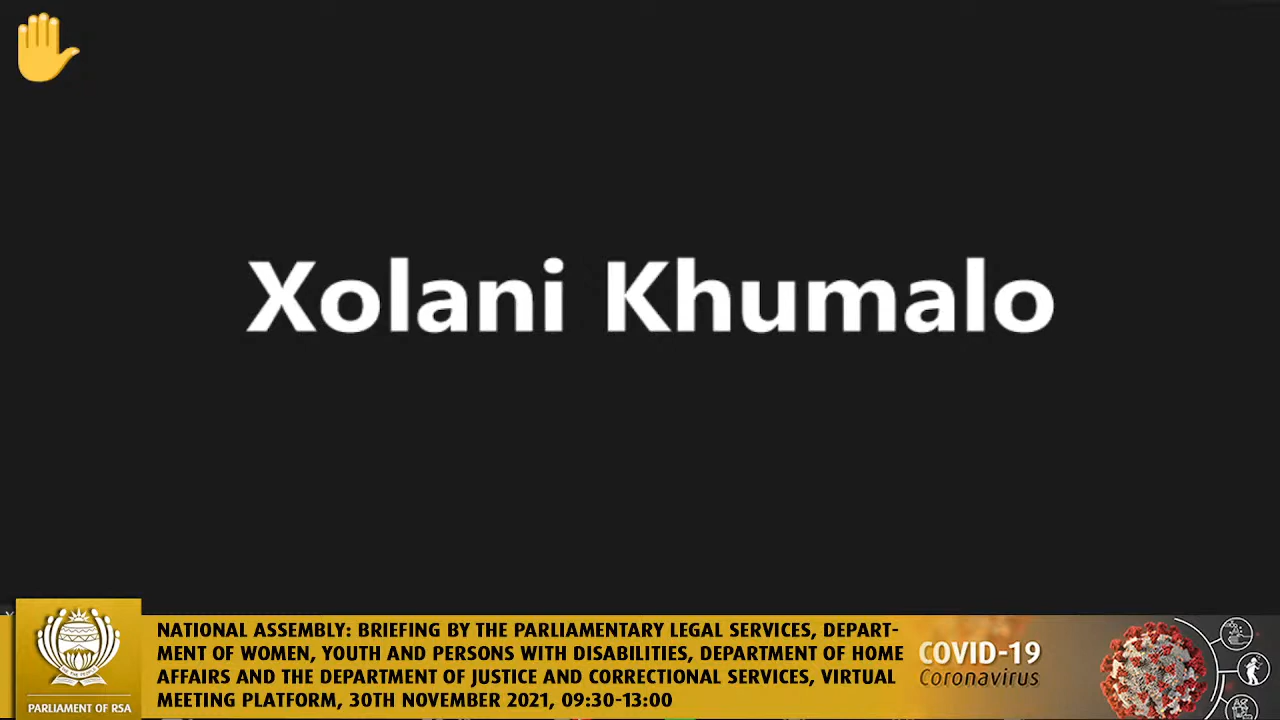 Xolani Khumalo
NATIONAL ASSEMBLY: BRIEFING BY THE PARLIAMENTARY LEGAL SERVICES, DEPART-
MENT OF WOMEN, YOUTH AND PERSONS WITH DISABILITIES, DEPARTMENT OF HOME
AFFAIRS AND THE DEPARTMENT OF JUSTICE AND CORRECTIONAL SERVICES, VIRTUAL
MEETING PLATFORM, 30TH NOVEMBER 2021, 09:30-13:00
PARLIAMENT OF RSA
COVID-19
Coronavirus